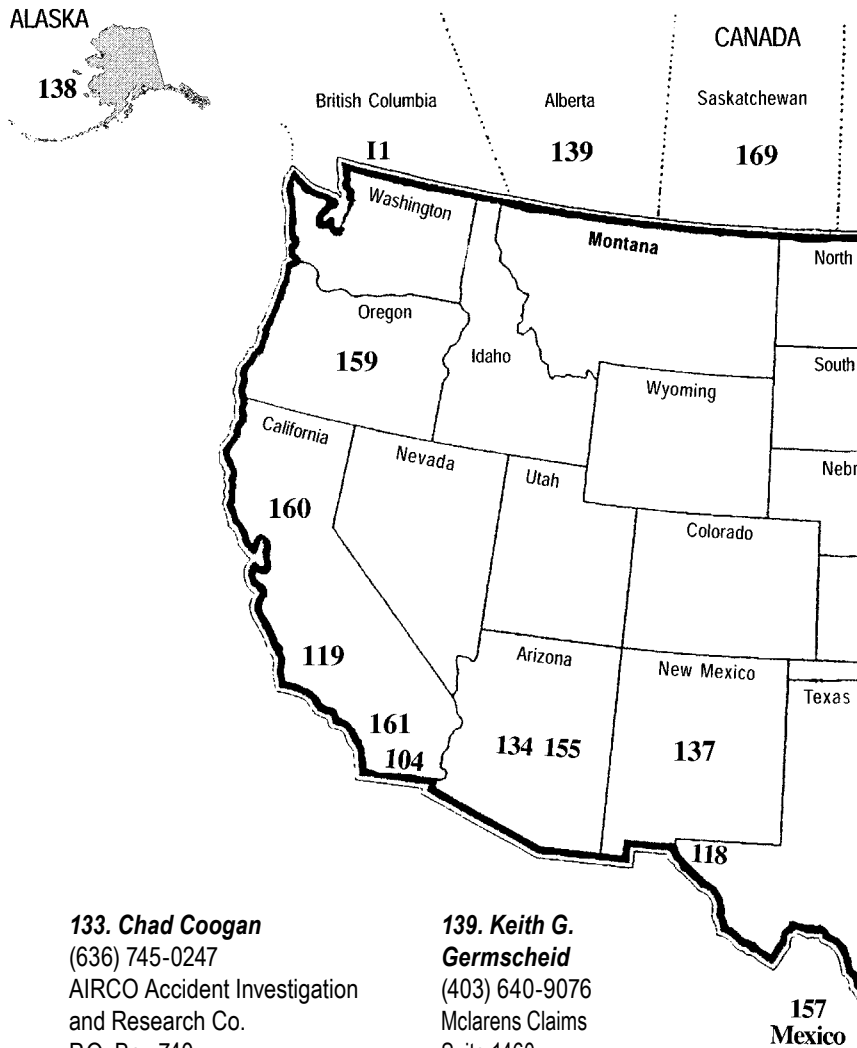 ALASKA
138
CANADA
British Columbia
Alberta
Saskatchewan
I1
139
169
Washington
Montana
North
Oregon
159
Idaho
South
Wyoming
California
Nevada
Utah
Nebr
160
Colorado
119
Arizona
New Mexico
Texas
161
104
134 155
137
118
133. Chad Coogan
(636) 745-0247
AIRCO Accident Investigation
and Research Co.
139. Keith G.
Germscheid
(403) 640-9076
Mclarens Claims
157
Mexico